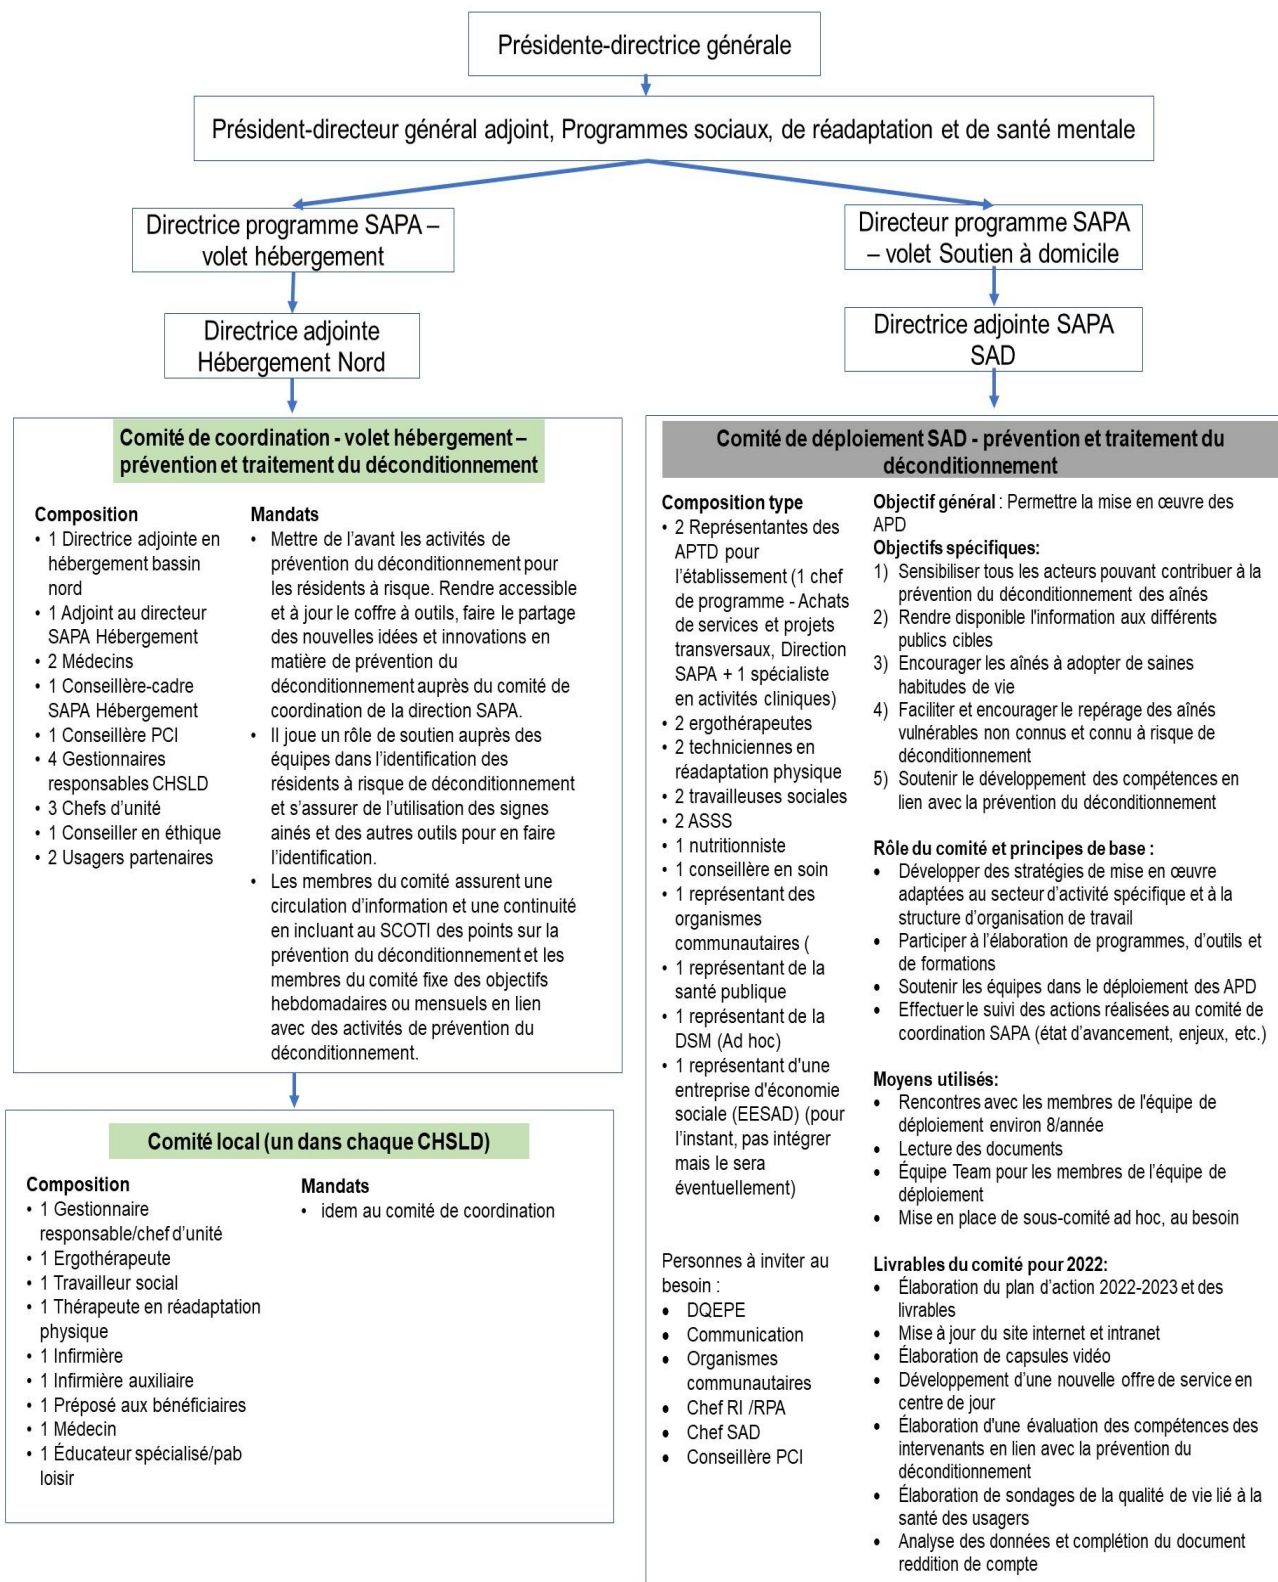 Présidente-directrice générale
Président-directeur général adjoint, Programmes sociaux, de réadaptation et de santé mentale
Directrice programme SAPA –
volet hébergement
Directrice adjointe
Hébergement Nord
Comité de coordination - volet hébergement –
prévention et traitement du déconditionnement
Composition
• 1 Directrice adjointe en
hébergement bassin
nord
• 1 Adjoint au directeur
SAPA Hébergement
• 2 Médecins
• 1 Conseillère-cadre
SAPA Hébergement
• 1 Conseillère PCI
• 4 Gestionnaires
responsables CHSLD
• 3 Chefs d’unité
• 1 Conseiller en éthique
• 2 Usagers partenaires
Mandats
• Mettre de l’avant les activités de
prévention du déconditionnement pour
les résidents à risque. Rendre accessible
et à jour le coffre à outils, faire le partage
des nouvelles idées et innovations en
matière de prévention du
déconditionnement auprès du comité de
coordination de la direction SAPA.
• Il joue un rôle de soutien auprès des
équipes dans l’identification des
résidents à risque de déconditionnement
et s’assurer de l’utilisation des signes
ainés et des autres outils pour en faire
l’identification.
• Les membres du comité assurent une
circulation d’information et une continuité
en incluant au SCOTI des points sur la
prévention du déconditionnement et les
membres du comité fixe des objectifs
hebdomadaires ou mensuels en lien
avec des activités de prévention du
déconditionnement.
Comité local (un dans chaque CHSLD)
Composition
• 1 Gestionnaire
responsable/chef d’unité
• 1 Ergothérapeute
• 1 Travailleur social
• 1 Thérapeute en réadaptation
physique
• 1 Infirmière
• 1 Infirmière auxiliaire
• 1 Préposé aux bénéficiaires
• 1 Médecin
• 1 Éducateur spécialisé/pab
loisir
Mandats
• idem au comité de coordination
Directeur programme SAPA
– volet Soutien à domicile
Directrice adjointe SAPA
SAD
Comité de déploiement SAD - prévention et traitement du
déconditionnement
Composition type
• 2 Représentantes des
APTD pour
l’établissement (1 chef
de programme - Achats
de services et projets
transversaux, Direction
SAPA + 1 spécialiste
en activités cliniques)
• 2 ergothérapeutes
• 2 techniciennes en
réadaptation physique
• 2 travailleuses sociales
• 2 ASSS
• 1 nutritionniste
• 1 conseillère en soin
• 1 représentant des
organismes
communautaires (
• 1 représentant de la
santé publique
• 1 représentant de la
DSM (Ad hoc)
• 1 représentant d'une
entreprise d'économie
sociale (EESAD) (pour
l’instant, pas intégrer
mais le sera
éventuellement)
Personnes à inviter au
besoin :
• DQEPE
• Communication
• Organismes
communautaires
• Chef RI /RPA
• Chef SAD
• Conseillère PCI
Objectif général : Permettre la mise en œuvre des
APD
Objectifs spécifiques:
1) Sensibiliser tous les acteurs pouvant contribuer à la
prévention du déconditionnement des aînés
2) Rendre disponible l'information aux différents
publics cibles
3) Encourager les aînés à adopter de saines
habitudes de vie
4) Faciliter et encourager le repérage des aînés
vulnérables non connus et connu à risque de
déconditionnement
5) Soutenir le développement des compétences en
lien avec la prévention du déconditionnement
Rôle du comité et principes de base :
• Développer des stratégies de mise en œuvre
adaptées au secteur d’activité spécifique et à la
structure d’organisation de travail
• Participer à l’élaboration de programmes, d’outils et
de formations
• Soutenir les équipes dans le déploiement des APD
• Effectuer le suivi des actions réalisées au comité de
coordination SAPA (état d’avancement, enjeux, etc.)
Moyens utilisés:
• Rencontres avec les membres de l'équipe de
déploiement environ 8/année
• Lecture des documents
• Équipe Team pour les membres de l’équipe de
déploiement
• Mise en place de sous-comité ad hoc, au besoin
Livrables du comité pour 2022:
• Élaboration du plan d’action 2022-2023 et des
livrables
• Mise à jour du site internet et intranet
• Élaboration de capsules vidéo
• Développement d’une nouvelle offre de service en
centre de jour
• Élaboration d'une évaluation des compétences des
intervenants en lien avec la prévention du
déconditionnement
• Élaboration de sondages de la qualité de vie lié à la
santé des usagers
• Analyse des données et complétion du document
reddition de compte